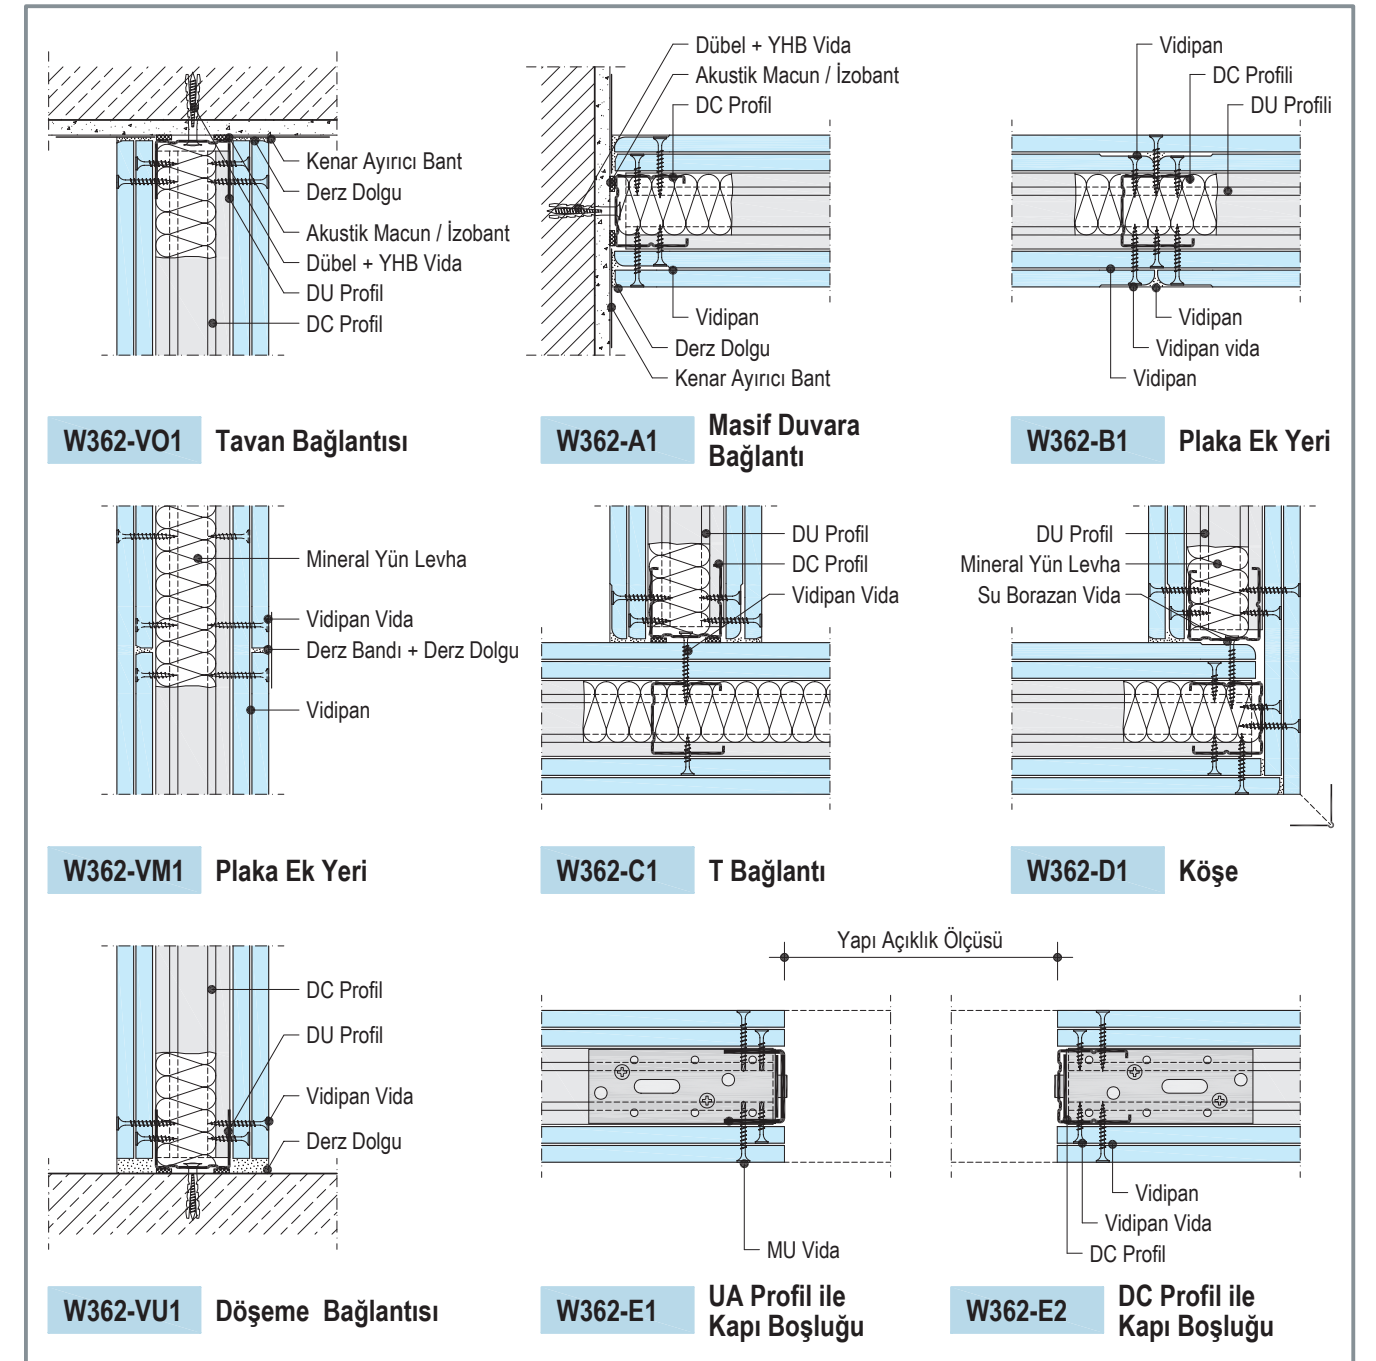 Kenar Ayırıcı Bant
Derz Dolgu
Akustik Macun / İzobant
Dübel + YHB Vida
DU Profil
DC Profil
W362-VO1 Tavan Bağlantısı
Dübel + YHB Vida
Akustik Macun / İzobant
DC Profil
Vidipan
Derz Dolgu
Kenar Ayırıcı Bant
W362-A1 Masif Duvara
Bağlantı
Vidipan
DC Profili
DU Profili
Vidipan
Vidipan vida
Vidipan
W362-B1 Plaka Ek Yeri
Mineral Yün Levha
Vidipan Vida
Derz Bandı + Derz Dolgu
Vidipan
W362-VM1 Plaka Ek Yeri
DU Profil
DC Profil
Vidipan Vida
W362-C1 T Bağlantı
DU Profil
Mineral Yün Levha
Su Borazan Vida
W362-D1 Köşe
DC Profil
DU Profil
Vidipan Vida
Derz Dolgu
W362-VU1 Döşeme Bağlantısı
Yapı Açıklık Ölçüsü
MU Vida
W362-E1 UA Profil ile
Kapı Boşluğu
Vidipan
Vidipan Vida
DC Profil
W362-E2 DC Profil ile
Kapı Boşluğu